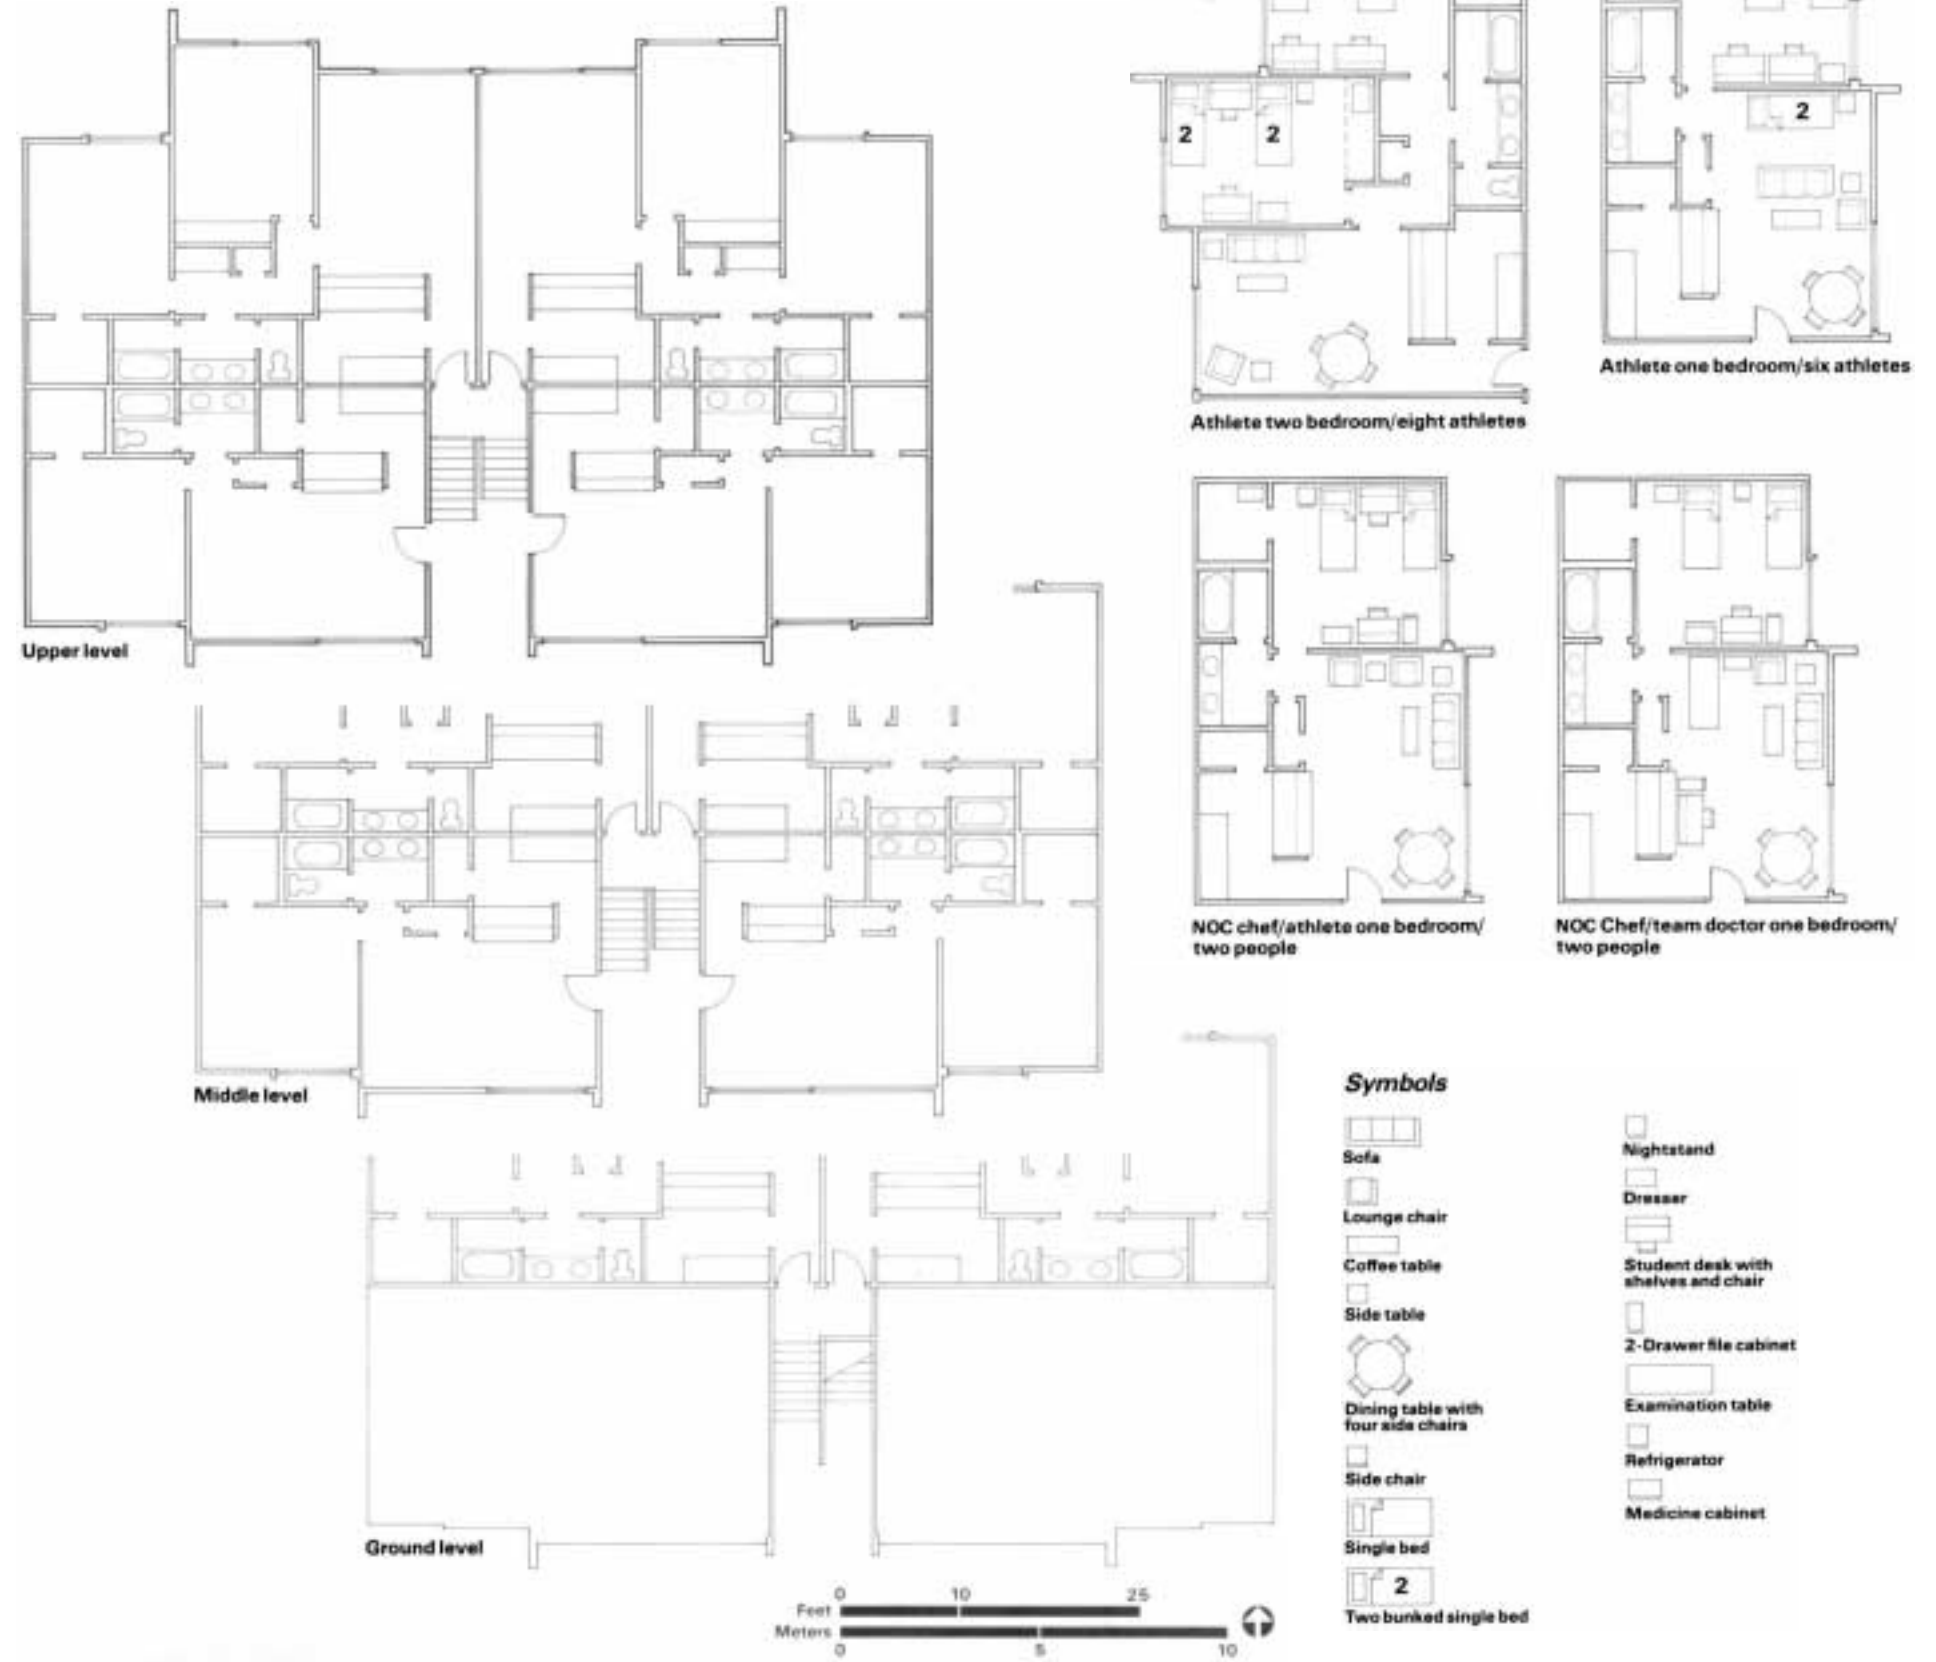 2
2
2
Athlete one bedroom/six athletes
Athlete two bedroom/eight athletes
Upper level
NOC chef/athlete one bedroom/
two people
NOC Chef/team doctor one bedroom/
two people
Middle level
Ground level
Symbols
Sofa
Lounge chair
Coffee table
Side table
Dining table with
four side chairs
Side chair
Single bed
2
Two bunked single bed
Nightstand
Dresser
Student desk with
shelves and chair
2-Drawer file cabinet
Examination table
Refrigerator
Medicine cabinet
0 10 25
Feet
Meters
0 5 10